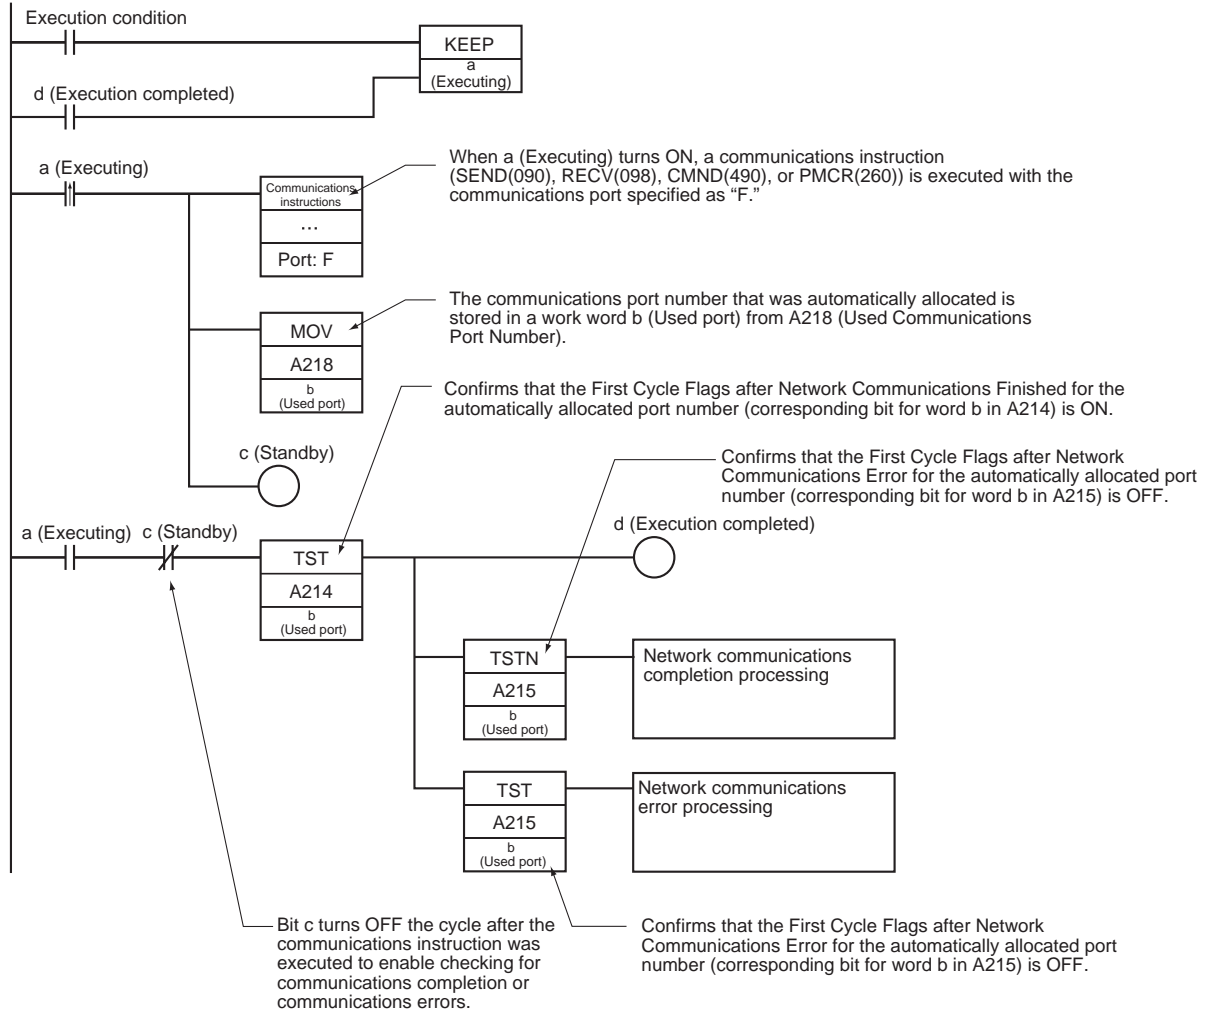 Execution condition
KEEP
a
(Executing)
d (Execution completed)
a (Executing)
Communications
instructions
...
Port: F
When a (Executing) turns ON, a communications instruction
(SEND(090), RECV(098), CMND(490), or PMCR(260)) is executed with the
communications port specified as “F.”
MOV
A218
b
(Used port)
The communications port number that was automatically allocated is
stored in a work word b (Used port) from A218 (Used Communications
Port Number).
Confirms that the First Cycle Flags after Network Communications Finished for the
automatically allocated port number (corresponding bit for word b in A214) is ON.
c (Standby)
Confirms that the First Cycle Flags after Network
Communications Error for the automatically allocated port
number (corresponding bit for word b in A215) is OFF.
a (Executing)
c (Standby)
TST
A214
b
(Used port)
d (Execution completed)
TSTN
A215
b
(Used port)
Network communications
completion processing
TST
A215
b
(Used port)
Network communications
error processing
Bit c turns OFF the cycle after the
communications instruction was
executed to enable checking for
communications completion or
communications errors.
Confirms that the First Cycle Flags after Network
Communications Error for the automatically allocated port
number (corresponding bit for word b in A215) is OFF.